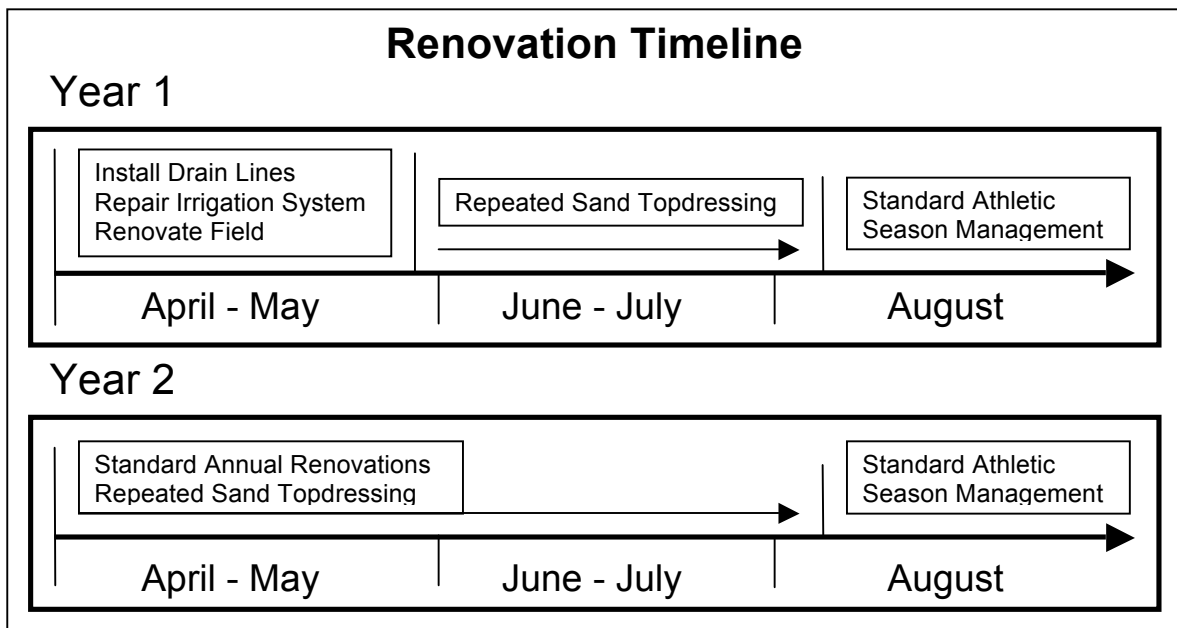 Renovation Timeline
Year 1
Install Drain Lines
Repair Irrigation System
Renovate Field
Repeated Sand Topdressing
Standard Athletic
Season Management
April - May
June - July
August
Year 2
Standard Annual Renovations
Repeated Sand Topdressing
Standard Athletic
Season Management
April - May
June - July
August